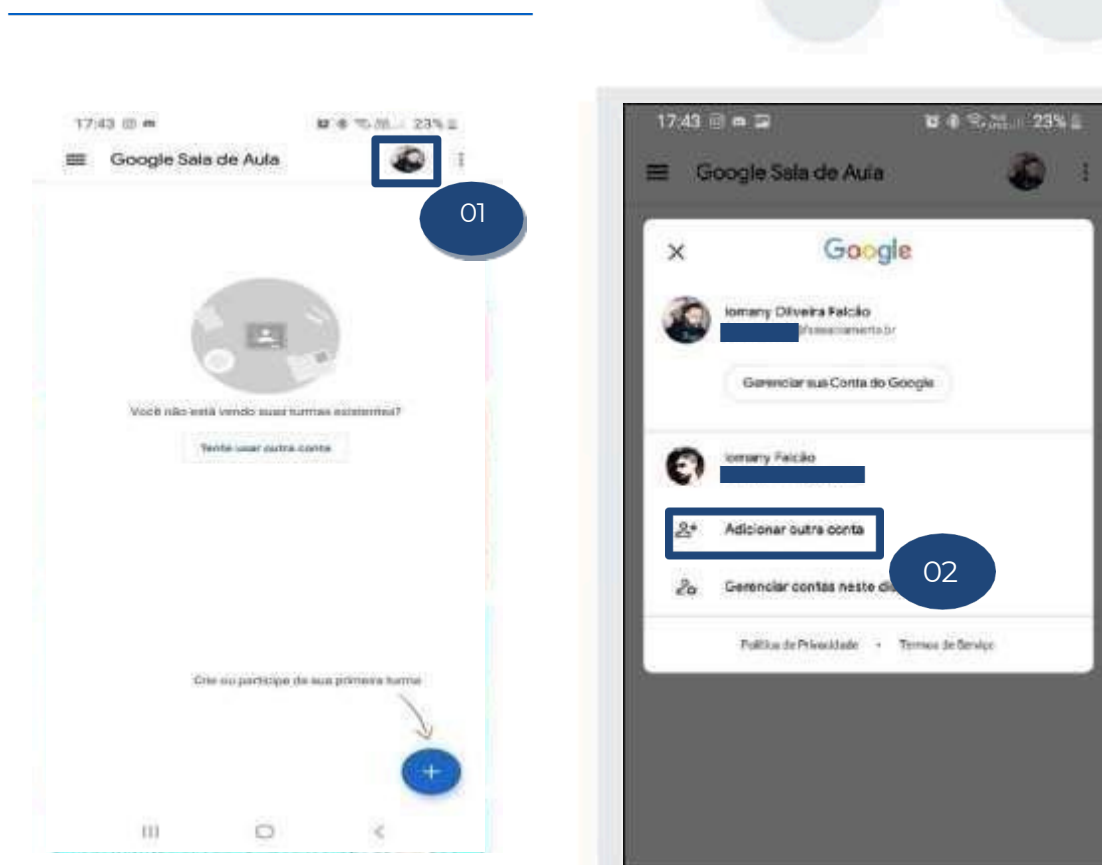 17:43
23%
Google Sala de Aula
01
Você não está vendo suas turmas existentes?
Tente usar outra conta
Crie ou participe da sua primeira turma
17:43
23%
Google Sala de Aula
Google
Iomany Oliveira Falcão
Gerenciar sua Conta do Google
Iomany Falcão
Adicionar outra conta
02
Gerenciar contas neste di
Política de Privacidade • Termos de Serviço